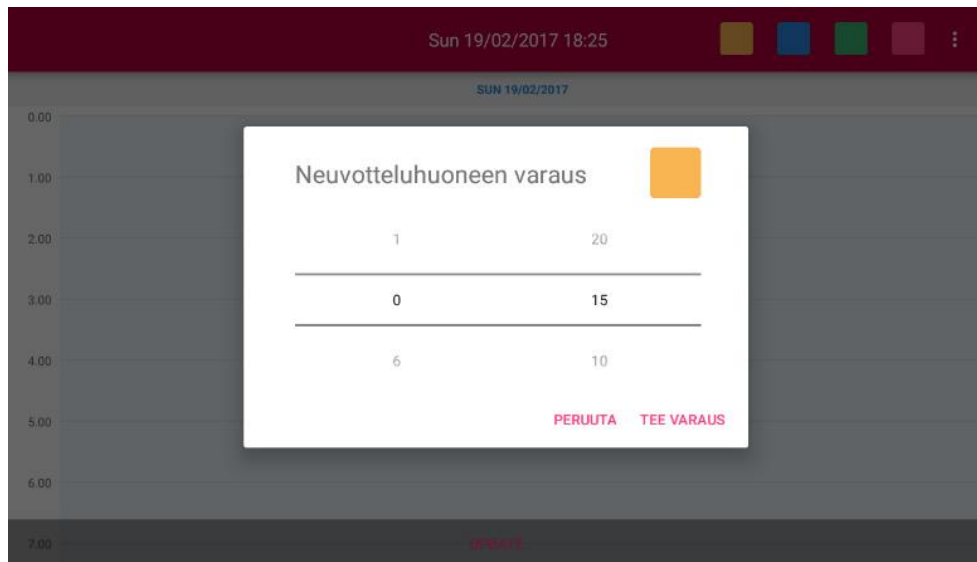 Sun 19/02/2017 18:25
SUN 19/02/2017
0.00
1.00
Neuvotteluhuoneen varaus
2.00
1 20
3.00
0 15
4.00
6 10
5.00
PERUUTA TEE VARAUS
6.00
7.00
UPDATE